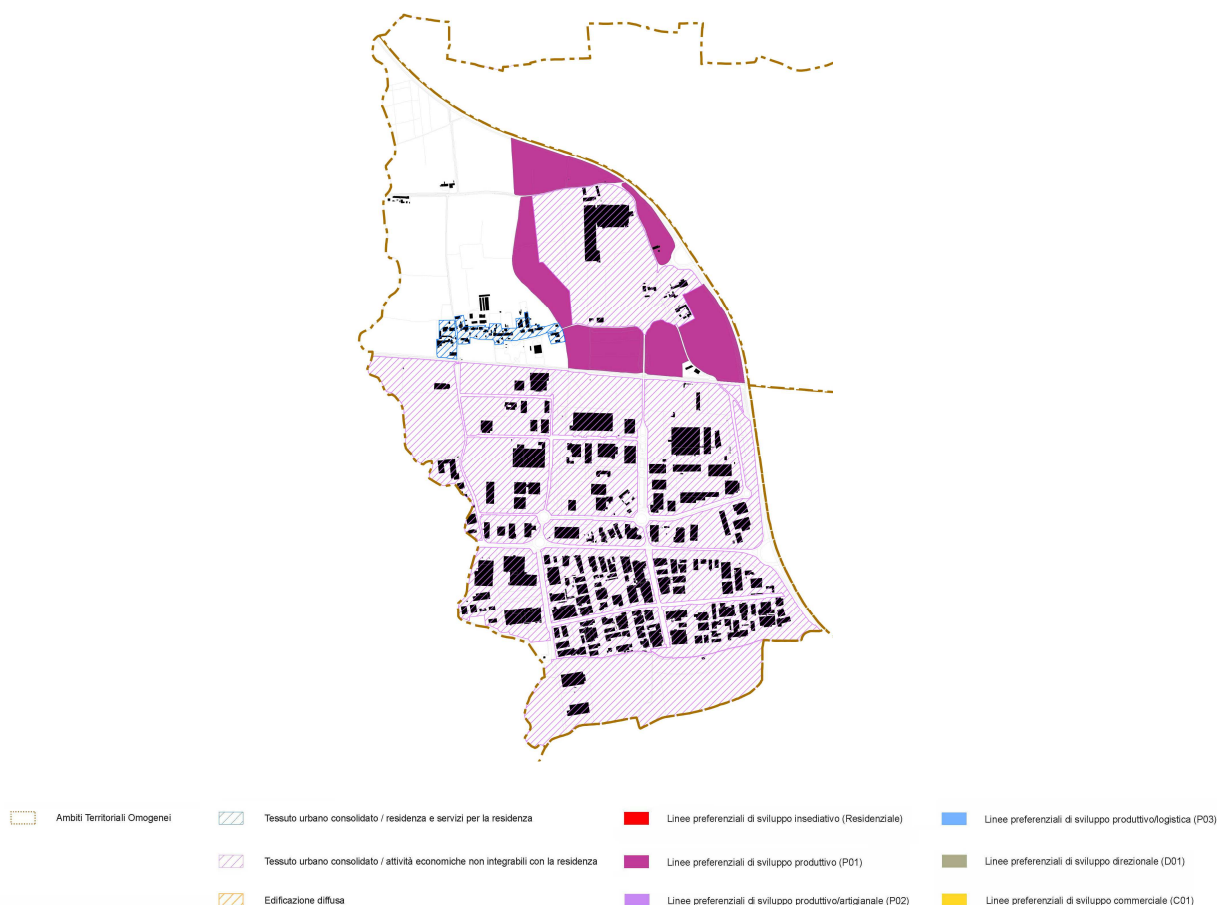 Ambiti Territoriali Omogenei
Tessuto urbano consolidato / residenza e servizi per la residenza
Linee preferenziali di sviluppo insediativo (Residenziale)
Linee preferenziali di sviluppo produttivo/logistica (P03)
Tessuto urbano consolidato / attività economiche non integrabili con la residenza
Linee preferenziali di sviluppo produttivo (P01)
Linee preferenziali di sviluppo direzionale (D01)
Edificazione diffusa
Linee preferenziali di sviluppo produttivo/artigianale (P02)
Linee preferenziali di sviluppo commerciale (C01)